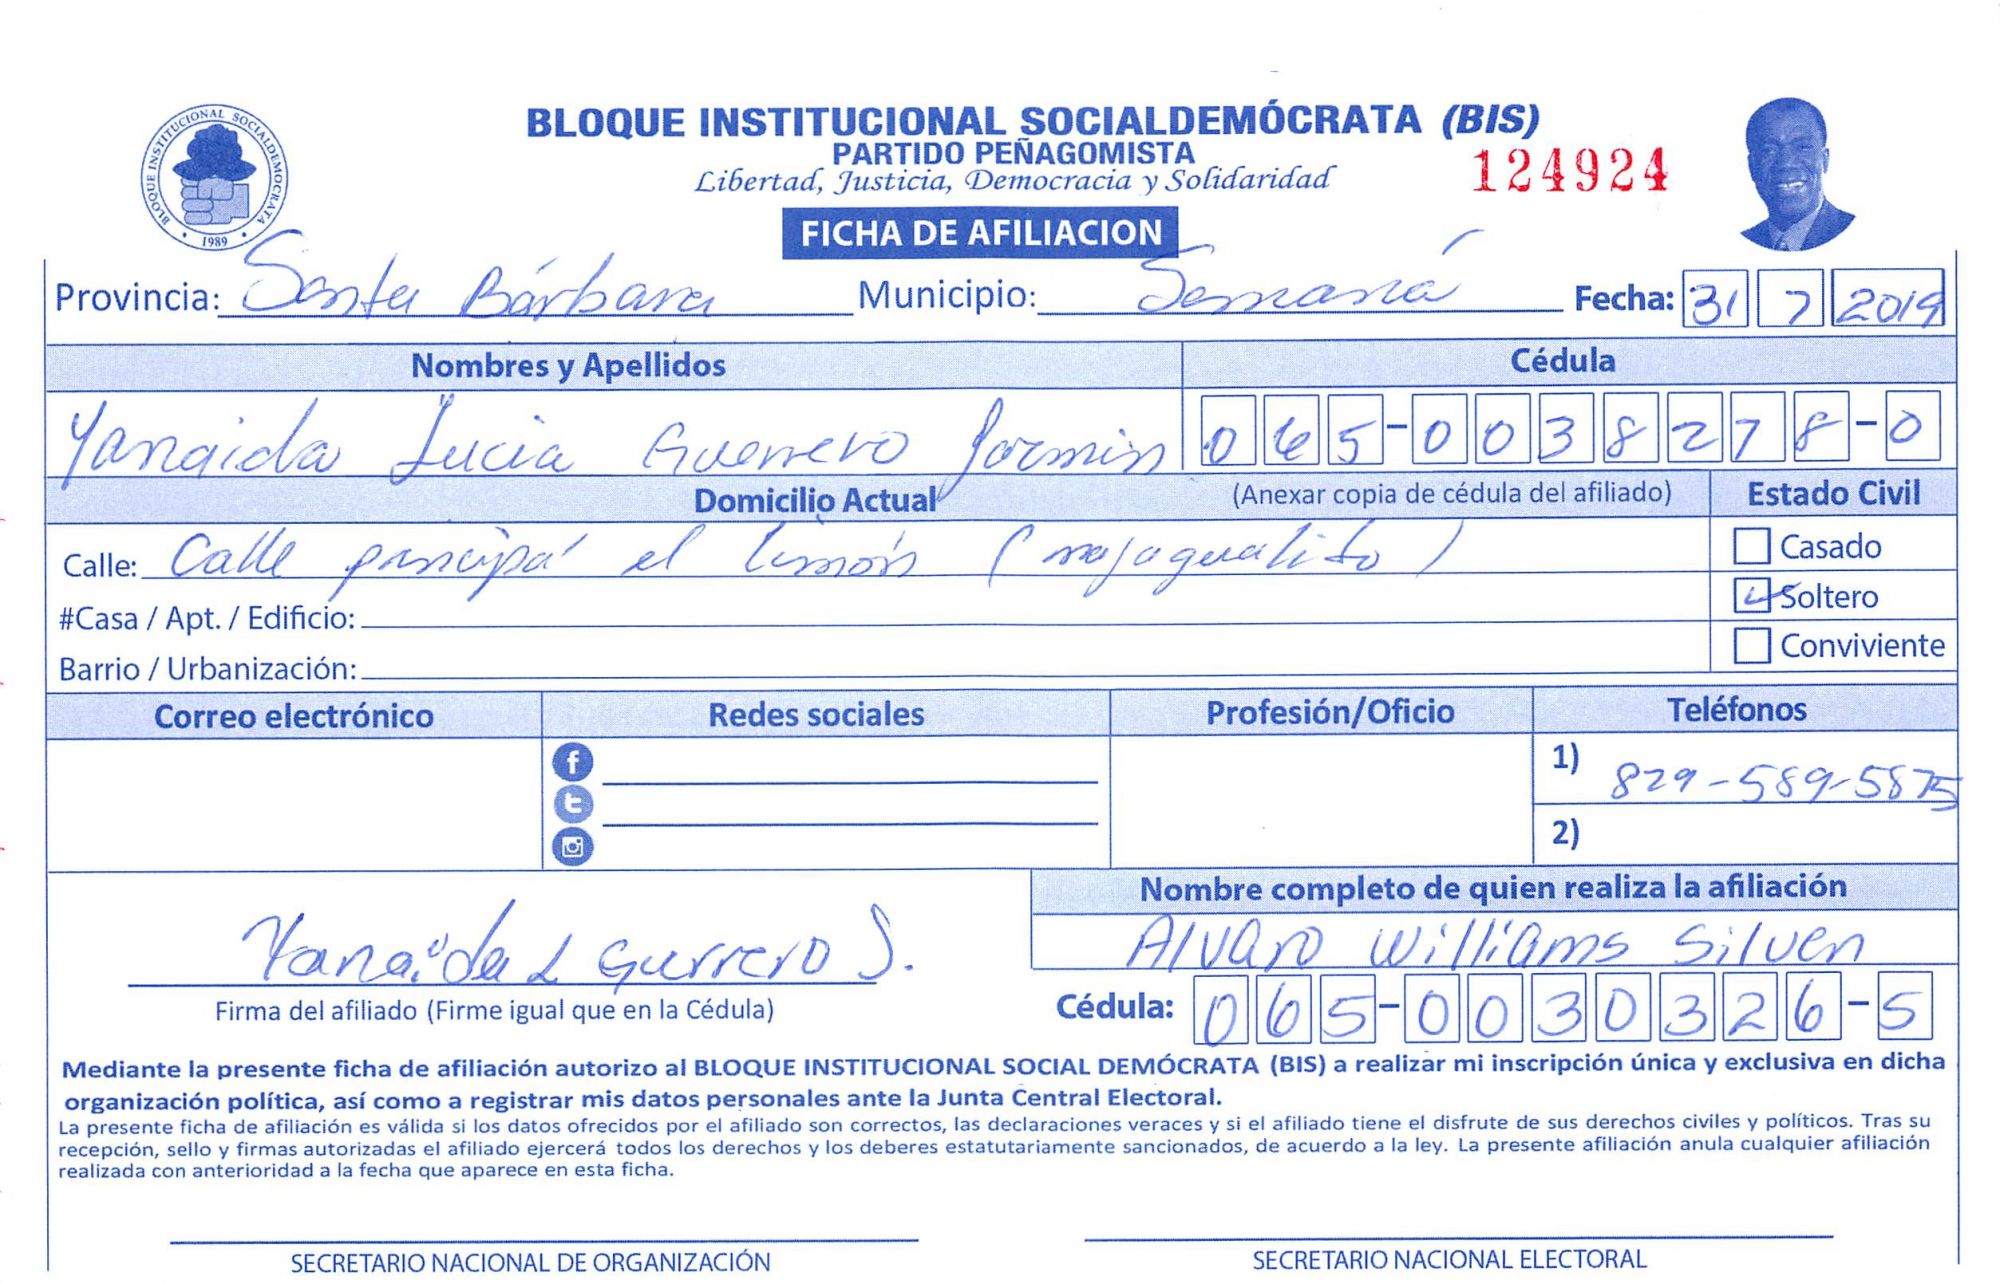 BLOQUE INSTITUCIONAL SOCIALDEMÓCRATA • 1989 •
BLOQUE INSTITUCIONAL SOCIALDEMÓCRATA (BIS)
PARTIDO PEÑAGOMISTA
Libertad, Justicia, Democracia y Solidaridad
124924
FICHA DE AFILIACION
Provincia: Santa Bárbara Municipio: Samaná Fecha: 31 7 2019
Nombres y Apellidos Cédula
Yanaida Lucia Guerrero 065-0038278-0
Domicilio Actual (Anexar copia de cédula del afiliado) Estado Civil
Calle: Calle principal el limón (majagualito) Casado
#Casa / Apt. / Edificio: Soltero
Barrio / Urbanización: Conviviente
Correo electrónico Redes sociales Profesión/Oficio Teléfonos
1) 829-589-5875
2)
Nombre completo de quien realiza la afiliación
Yanaida L Guerrero J. Alvaro Williams Silven
Firma del afiliado (Firme igual que en la Cédula) Cédula: 065-0030326-5
Mediante la presente ficha de afiliación autorizo al BLOQUE INSTITUCIONAL SOCIAL DEMÓCRATA (BIS) a realizar mi inscripción única y exclusiva en dicha
organización política, así como a registrar mis datos personales ante la Junta Central Electoral.
La presente ficha de afiliación es válida si los datos ofrecidos por el afiliado son correctos, las declaraciones veraces y si el afiliado tiene el disfrute de sus derechos civiles y políticos. Tras su
recepción, sello y firmas autorizadas el afiliado ejercerá todos los derechos y los deberes estatutariamente sancionados, de acuerdo a la ley. La presente afiliación anula cualquier afiliación
realizada con anterioridad a la fecha que aparece en esta ficha.
SECRETARIO NACIONAL DE ORGANIZACIÓN SECRETARIO NACIONAL ELECTORAL